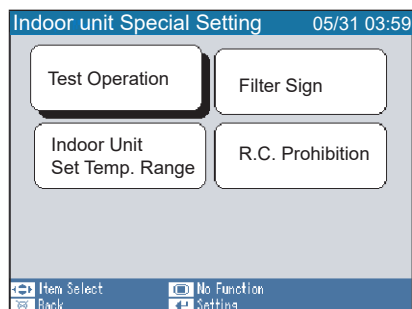 Indoor unit Special Setting 05/31 03:59
Test Operation
Filter Sign
Indoor Unit
Set Temp. Range
R.C. Prohibition
Item Select
No Function
Back
Setting